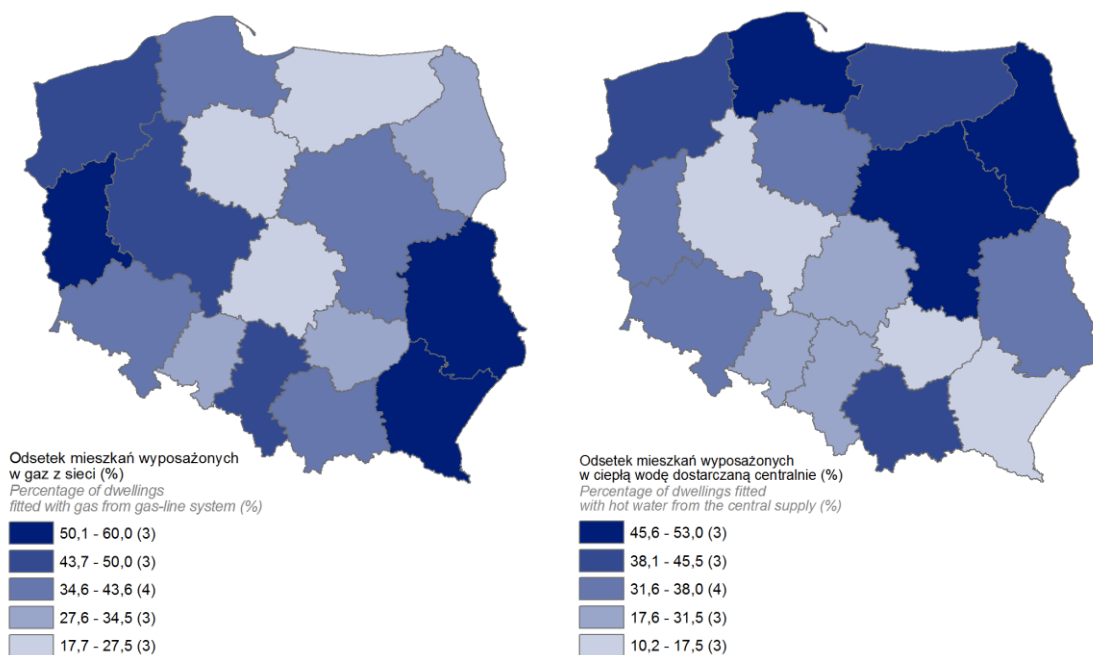 Odsetek mieszkań wyposażonych
w gaz z sieci (%)
Percentage of dwellings
fitted with gas from gas-line system (%)
50,1 - 60,0 (3)
43,7 - 50,0 (3)
34,6 - 43,6 (4)
27,6 - 34,5 (3)
17,7 - 27,5 (3)
Odsetek mieszkań wyposażonych
w ciepłą wodę dostarczaną centralnie (%)
Percentage of dwellings fitted
with hot water from the central supply (%)
45,6 - 53,0 (3)
38,1 - 45,5 (3)
31,6 - 38,0 (4)
17,6 - 31,5 (3)
10,2 - 17,5 (3)